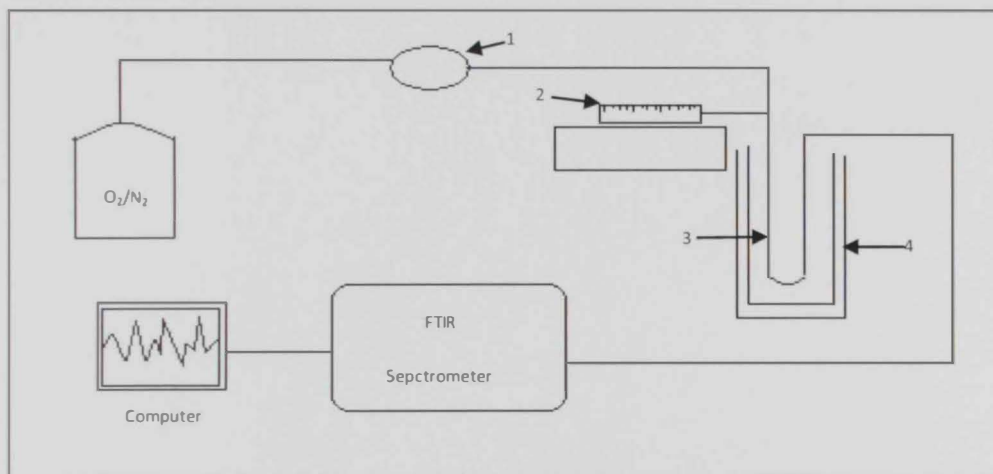 1
2
O₂/N₂
3
4
FTIR
Sepctrometer
Computer